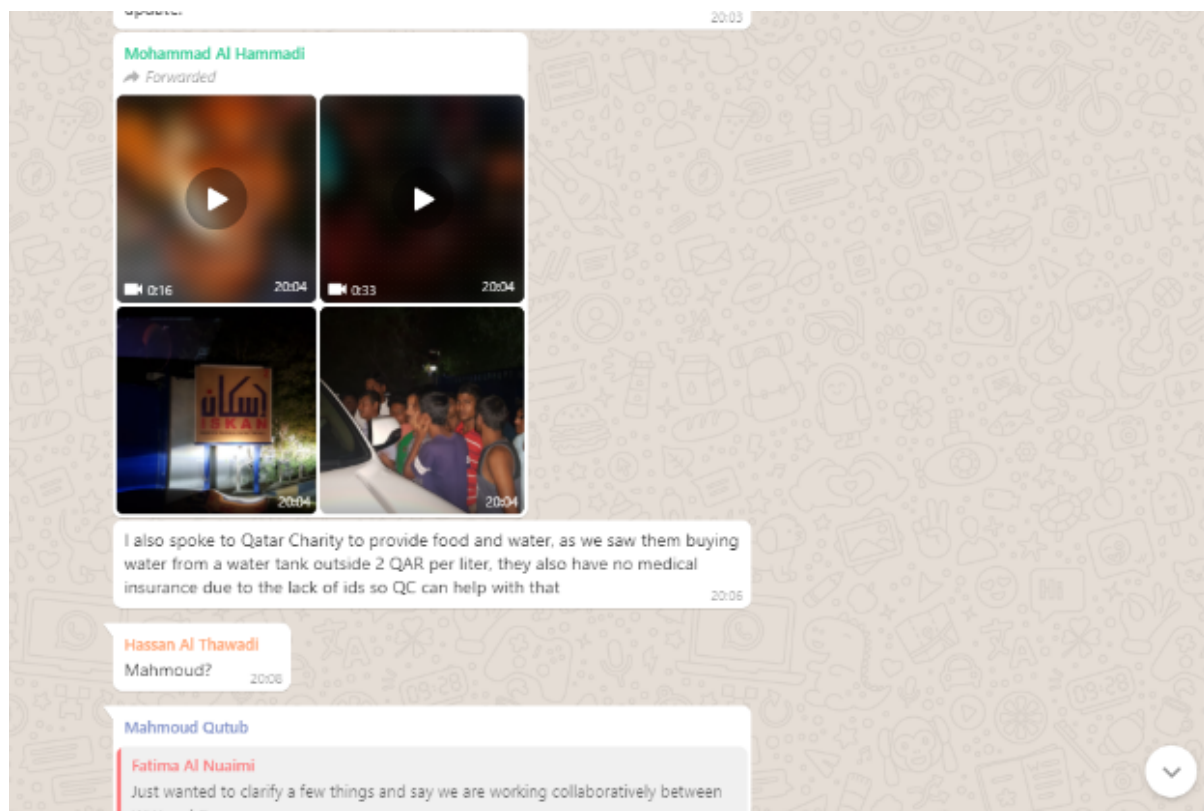 update.
20:03
Mohammad Al Hammadi
Forwarded
0:16 20:04
0:33 20:04
إسكان
ISKAN
20:04
20:04
I also spoke to Qatar Charity to provide food and water, as we saw them buying
water from a water tank outside 2 QAR per liter, they also have no medical
insurance due to the lack of ids so QC can help with that
20:06
Hassan Al Thawadi
Mahmoud?
20:08
Mahmoud Qutub
Fatima Al Nuaimi
Just wanted to clarify a few things and say we are working collaboratively between